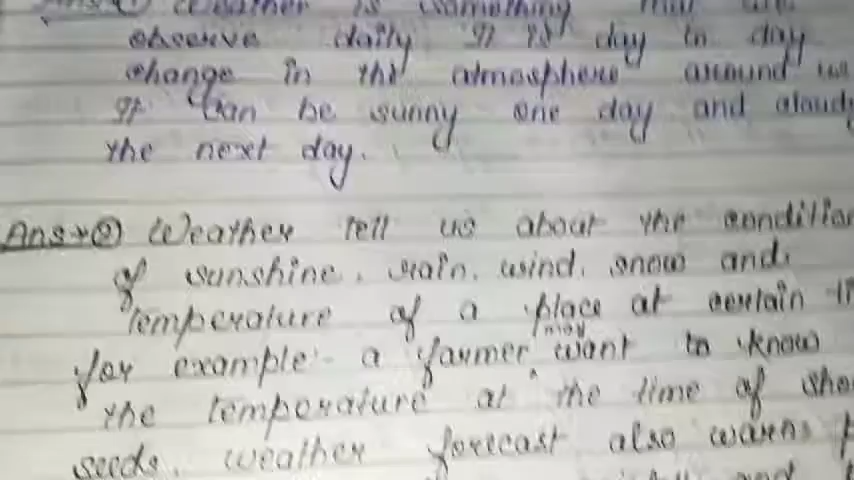 Ans → ① Weather is something that we
observe daily It is day to day
change in the atmosphere around us
It can be sunny one day and cloudy
the next day.
Ans → ② Weather tell us about the condition
of sunshine, rain, wind, snow and
temperature of a place at certain
for example :- a farmer may want to know
the temperature at the time of
seeds. weather forecast also warns
and